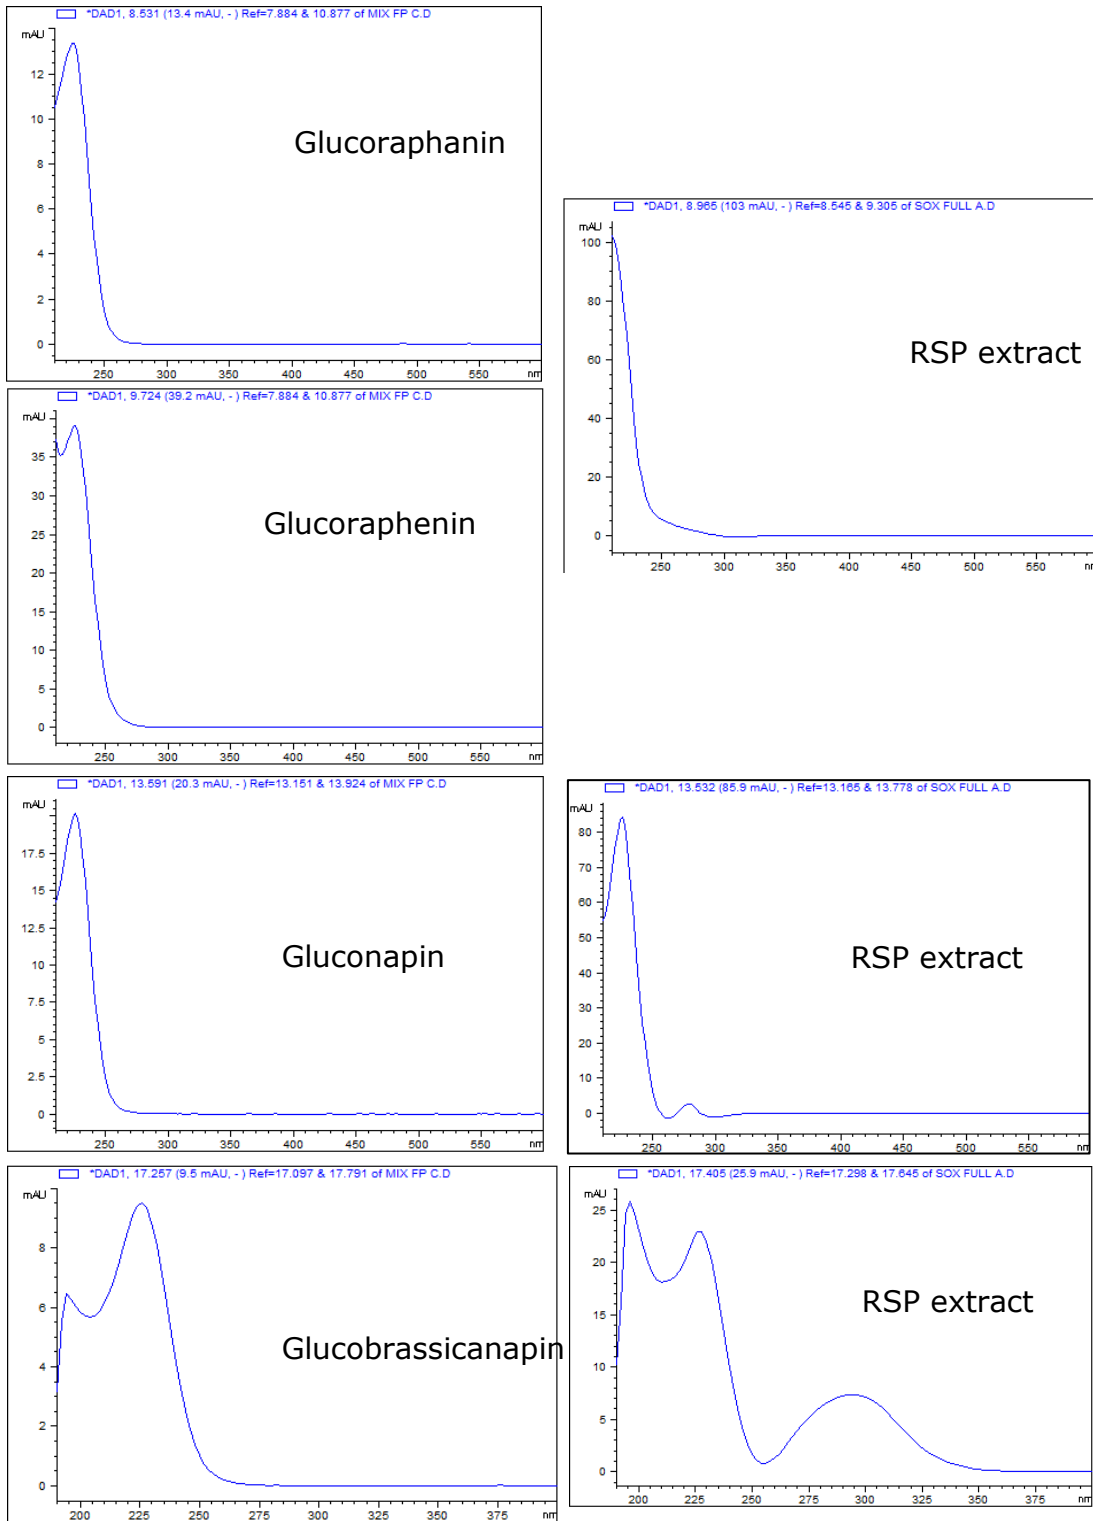 *DAD1, 8.531 (13.4 mAU, - ) Ref=7.884 & 10.877 of MIX FP C.D
mAU
12
10
8
6
4
2
0
Glucoraphanin
250 300 350 400 450 500 550 nm
*DAD1, 8.965 (103 mAU, - ) Ref=8.545 & 9.305 of SOX FULL A.D
mAU
100
80
60
40
20
0
RSP extract
250 300 350 400 450 500 550 nm
*DAD1, 9.724 (39.2 mAU, - ) Ref=7.884 & 10.877 of MIX FP C.D
mAU
35
30
25
20
15
10
5
0
Glucoraphenin
250 300 350 400 450 500 550 nm
*DAD1, 13.591 (20.3 mAU, - ) Ref=13.151 & 13.924 of MIX FP C.D
mAU
17.5
15
12.5
10
7.5
5
2.5
0
Gluconapin
250 300 350 400 450 500 550 nm
*DAD1, 13.532 (85.9 mAU, - ) Ref=13.165 & 13.778 of SOX FULL A.D
mAU
80
70
60
50
40
30
20
10
0
RSP extract
250 300 350 400 450 500 550 nm
*DAD1, 17.257 (9.5 mAU, - ) Ref=17.097 & 17.791 of MIX FP C.D
mAU
8
6
4
2
0
Glucobrassicanapin
200 225 250 275 300 325 350 375 nm
*DAD1, 17.405 (25.9 mAU, - ) Ref=17.298 & 17.645 of SOX FULL A.D
mAU
25
20
15
10
5
0
RSP extract
200 225 250 275 300 325 350 375 nm